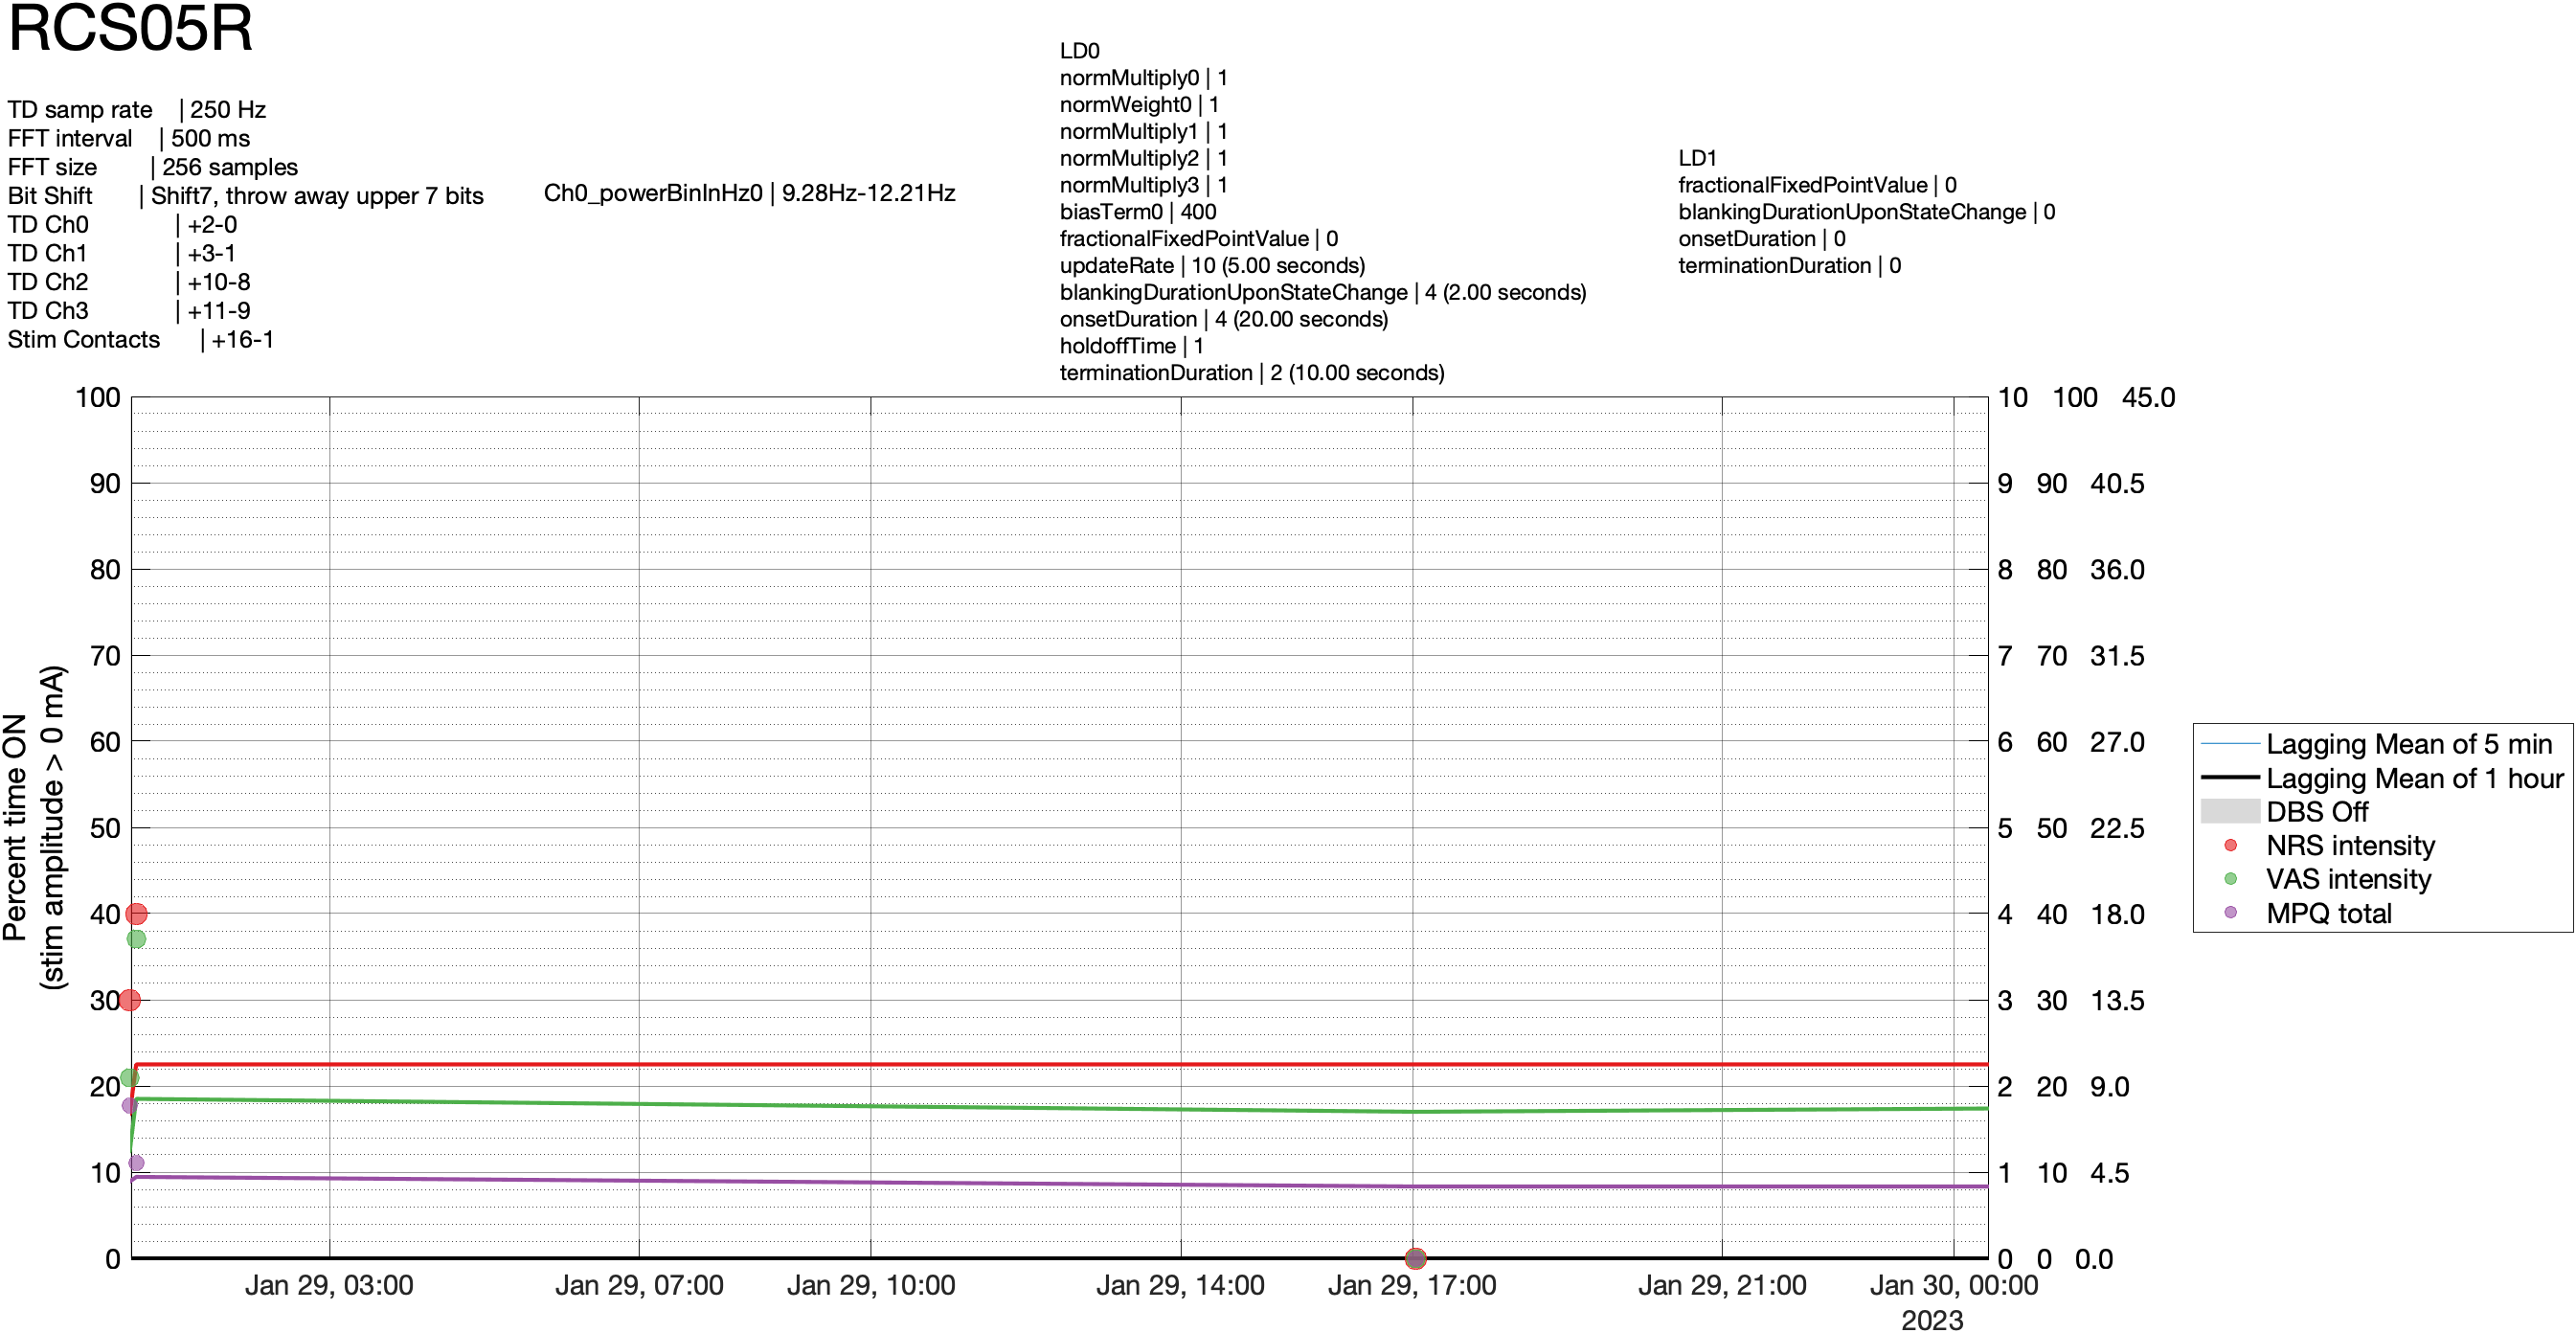 RCS05R
TD samp rate | 250 Hz
FFT interval | 500 ms
FFT size | 256 samples
Bit Shift | Shift7, throw away upper 7 bits
TD Ch0 | +2-0
TD Ch1 | +3-1
TD Ch2 | +10-8
TD Ch3 | +11-9
Stim Contacts | +16-1
Ch0_powerBinInHz0 | 9.28Hz-12.21Hz
LD0
normMultiply0 | 1
normWeight0 | 1
normMultiply1 | 1
normMultiply2 | 1
normMultiply3 | 1
biasTerm0 | 400
fractionalFixedPointValue | 0
updateRate | 10 (5.00 seconds)
blankingDurationUponStateChange | 4 (2.00 seconds)
onsetDuration | 4 (20.00 seconds)
holdoffTime | 1
terminationDuration | 2 (10.00 seconds)
LD1
fractionalFixedPointValue | 0
blankingDurationUponStateChange | 0
onsetDuration | 0
terminationDuration | 0
Percent time ON
(stim amplitude > 0 mA)
100
90
80
70
60
50
40
30
20
10
0
10 100 45.0
9 90 40.5
8 80 36.0
7 70 31.5
6 60 27.0
5 50 22.5
4 40 18.0
3 30 13.5
2 20 9.0
1 10 4.5
0 0 0.0
Jan 29, 03:00
Jan 29, 07:00
Jan 29, 10:00
Jan 29, 14:00
Jan 29, 17:00
Jan 29, 21:00
Jan 30, 00:00
2023
Lagging Mean of 5 min
Lagging Mean of 1 hour
DBS Off
NRS intensity
VAS intensity
MPQ total